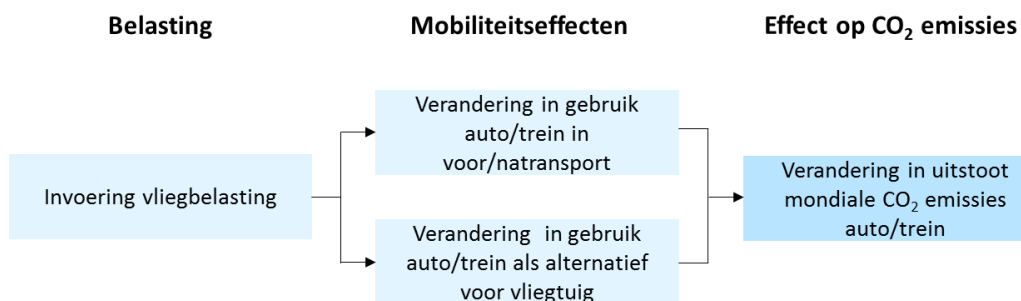 Belasting
Mobiliteitseffecten
Effect op CO₂ emissies
Invoering vliegbelasting
Verandering in gebruik
auto/trein in
voor/natransport
Verandering in gebruik
auto/trein als alternatief
voor vliegtuig
Verandering in uitstoot
mondiale CO₂ emissies
auto/trein